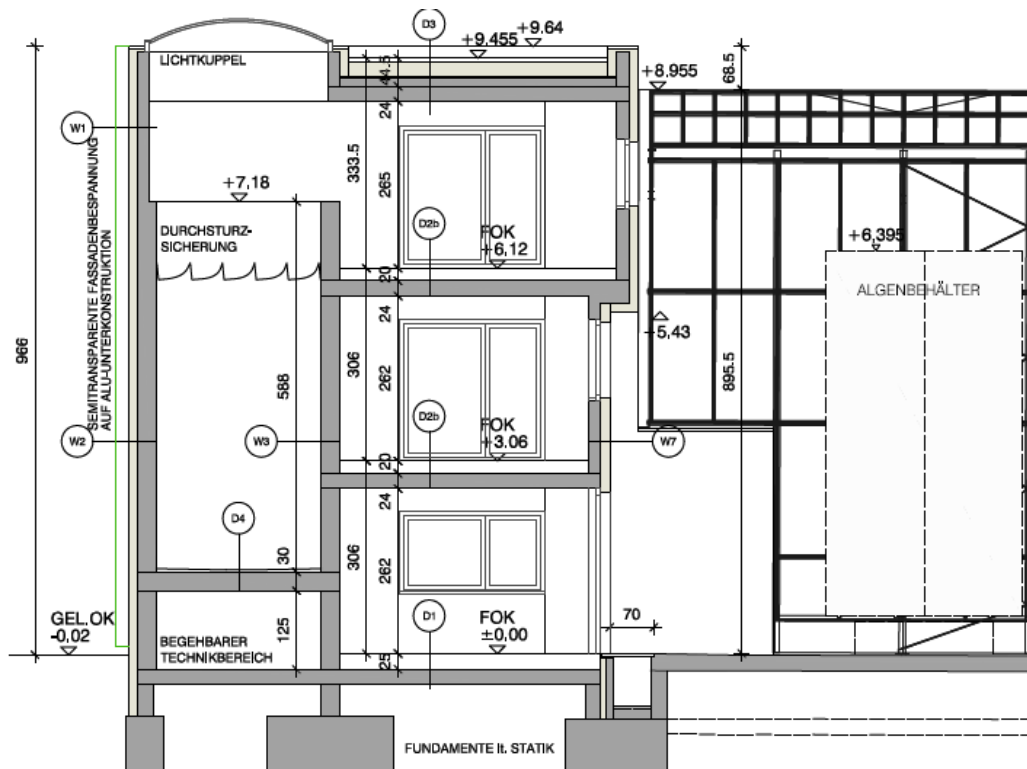 D3
+9.64
+9.455
LICHTKUPPEL
44.5
68.5
+8.955
24
W1
SEMITRANSPARENTE FASSADENBESPANNUNG
AUF ALU-UNTERKONSTRUKTION
333.5
265
+7,18
DURCHSTURZ-
SICHERUNG
D2b
FOK
+6,12
+6,395
ALGENBEHÄLTER
20
24
5,43
966
588
306
262
895.5
D2b
FOK
+3.06
W2
W3
W7
20
24
D4
30
306
262
GEL.OK
-0,02
125
D1
FOK
±0,00
70
BEGEHBARER
TECHNIKBEREICH
25
FUNDAMENTE lt. STATIK